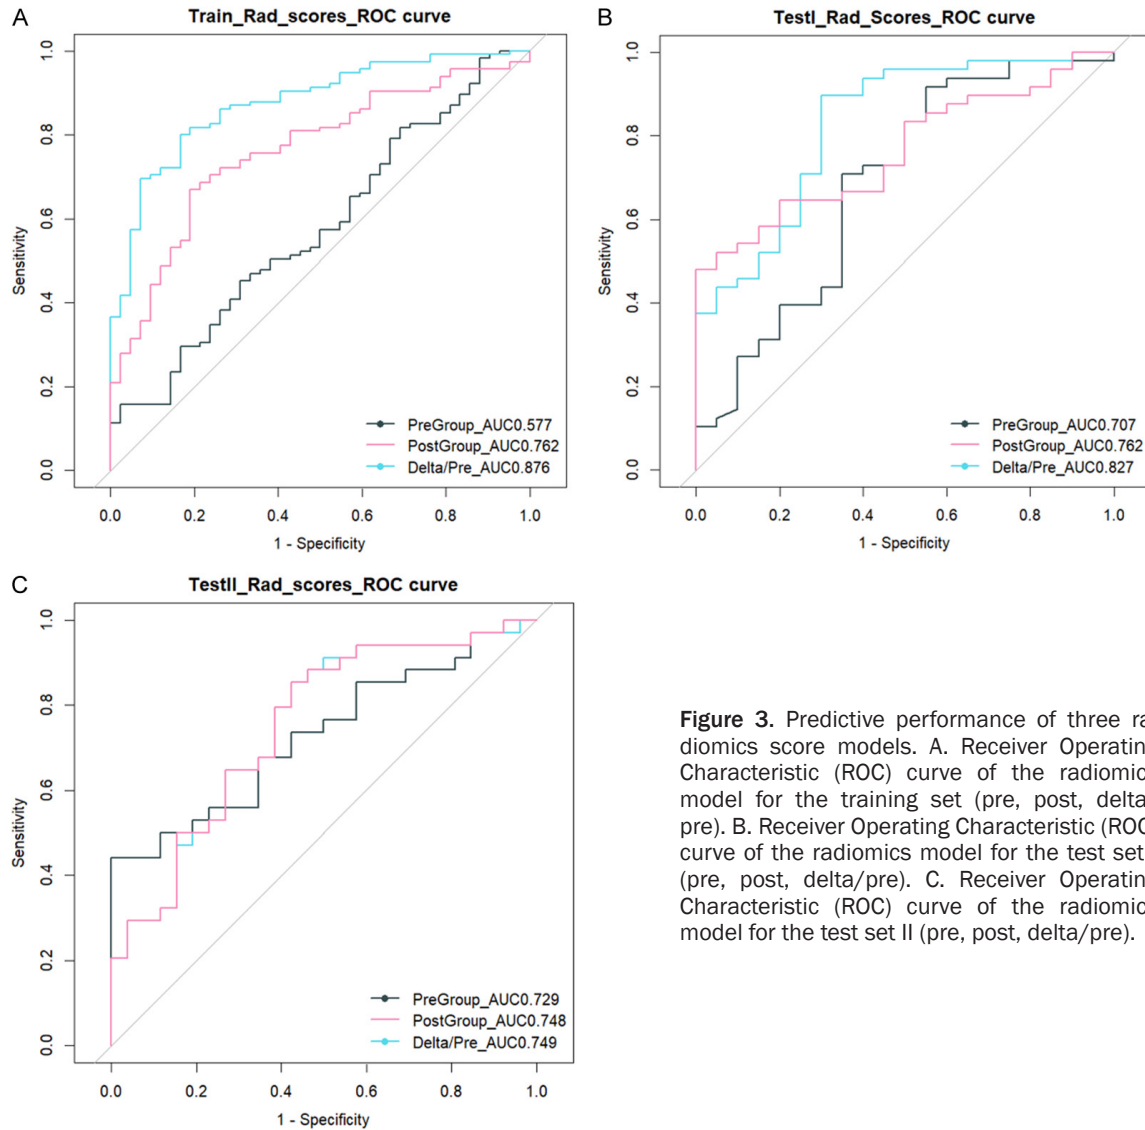 A
Train_Rad_scores_ROC curve
Sensitivity
1.0
0.8
0.6
0.4
0.2
0.0
PreGroup_AUC0.577
PostGroup_AUC0.762
Delta/Pre_AUC0.876
0.0 0.2 0.4 0.6 0.8 1.0
1 - Specificity
B
TestI_Rad_Scores_ROC curve
Sensitivity
1.0
0.8
0.6
0.4
0.2
0.0
PreGroup_AUC0.707
PostGroup_AUC0.762
Delta/Pre_AUC0.827
0.0 0.2 0.4 0.6 0.8 1.0
1 - Specificity
C
TestII_Rad_scores_ROC curve
Sensitivity
1.0
0.8
0.6
0.4
0.2
0.0
PreGroup_AUC0.729
PostGroup_AUC0.748
Delta/Pre_AUC0.749
0.0 0.2 0.4 0.6 0.8 1.0
1 - Specificity
Figure 3. Predictive performance of three ra
diomics score models. A. Receiver Operatin
Characteristic (ROC) curve of the radiomic
model for the training set (pre, post, delta
pre). B. Receiver Operating Characteristic (ROC
curve of the radiomics model for the test set
(pre, post, delta/pre). C. Receiver Operatin
Characteristic (ROC) curve of the radiomic
model for the test set II (pre, post, delta/pre).